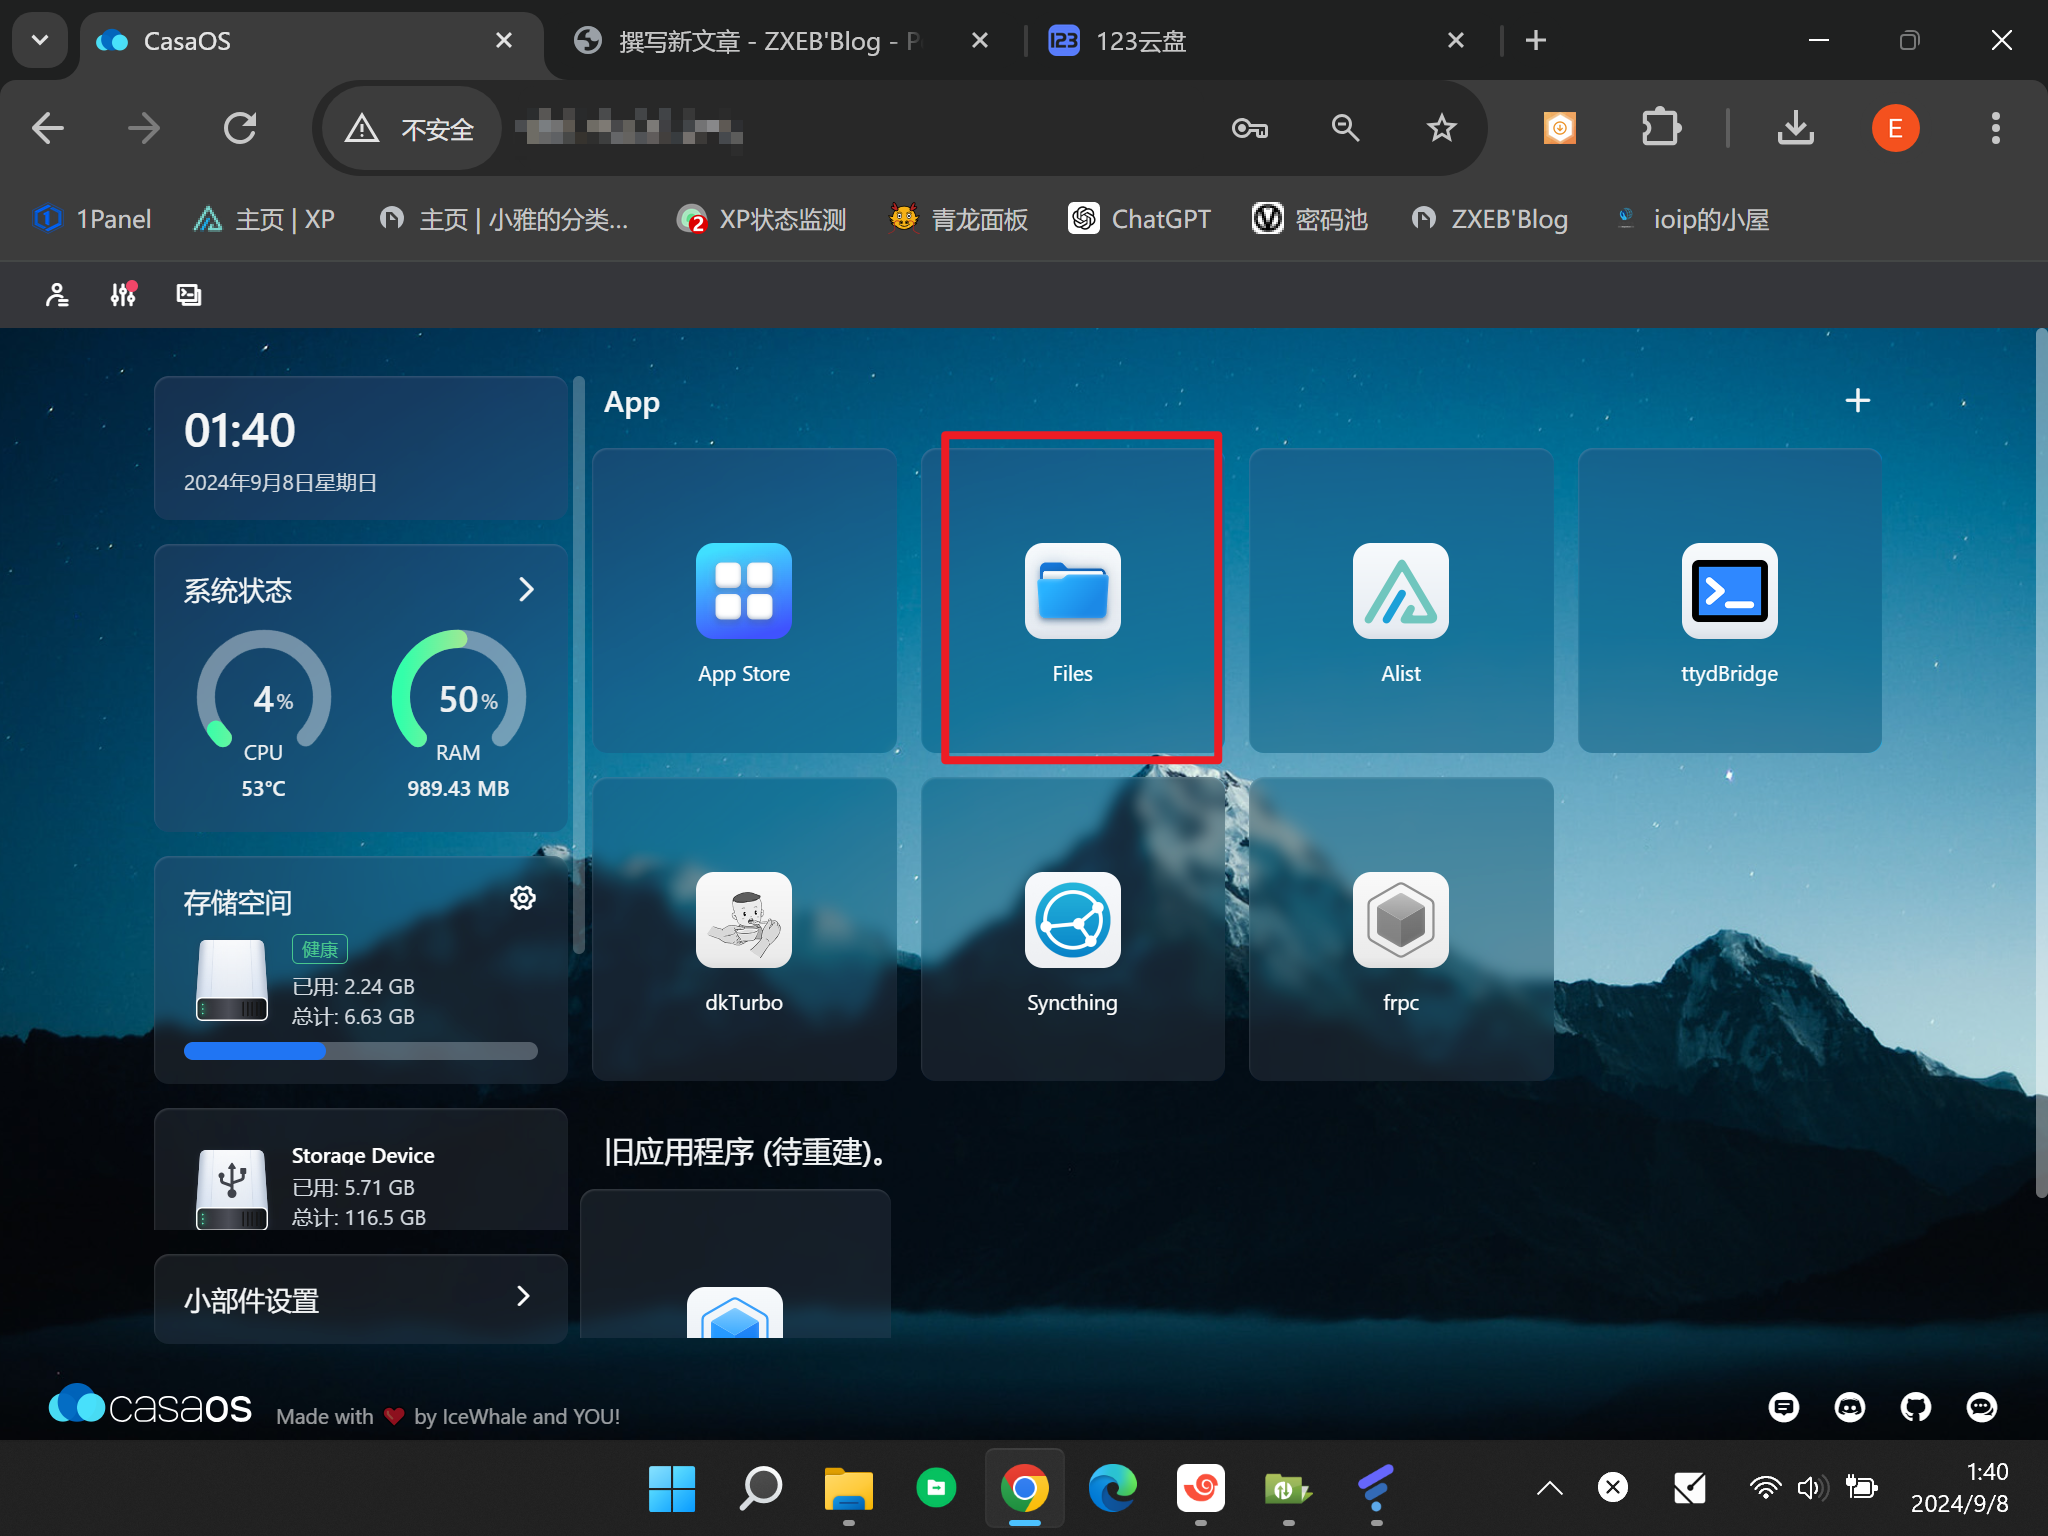 CasaOS
撰写新文章 - ZXEB'Blog - P
123云盘
不安全
E
1Panel
主页 | XP
主页 | 小雅的分类...
2
XP状态监测
青龙面板
ChatGPT
密码池
ZXEB'Blog
ioip的小屋
01:40
2024年9月8日星期日
系统状态
4%
CPU
53°C
50%
RAM
989.43 MB
存储空间
健康
已用: 2.24 GB
总计: 6.63 GB
Storage Device
已用: 5.71 GB
总计: 116.5 GB
小部件设置
App
App Store
Files
Alist
ttydBridge
dkTurbo
Syncthing
frpc
旧应用程序 (待重建)。
casaos
Made with ❤ by IceWhale and YOU!
1:40
2024/9/8